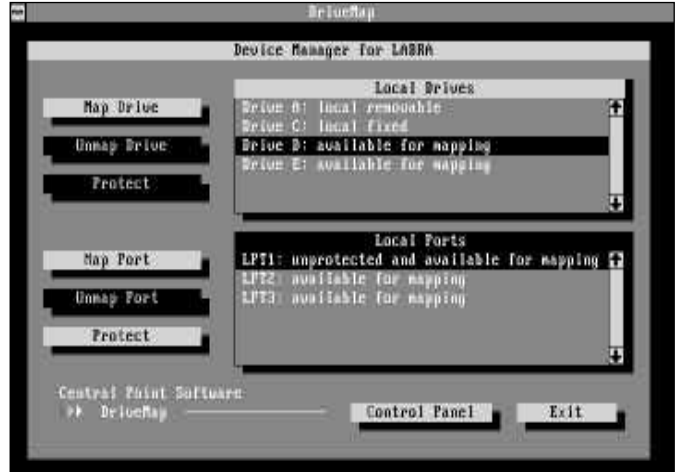 DriveMap
Device Manager for LABRA
Local Drives
Map Drive
Drive A: local removable
Drive C: local fixed
Unmap Drive
Drive D: available for mapping
Drive E: available for mapping
Protect
Local Ports
Map Port
LPT1: unprotected and available for mapping
LPT2: available for mapping
Unmap Port
LPT3: available for mapping
Protect
Central Point Software
DriveMap
Control Panel
Exit